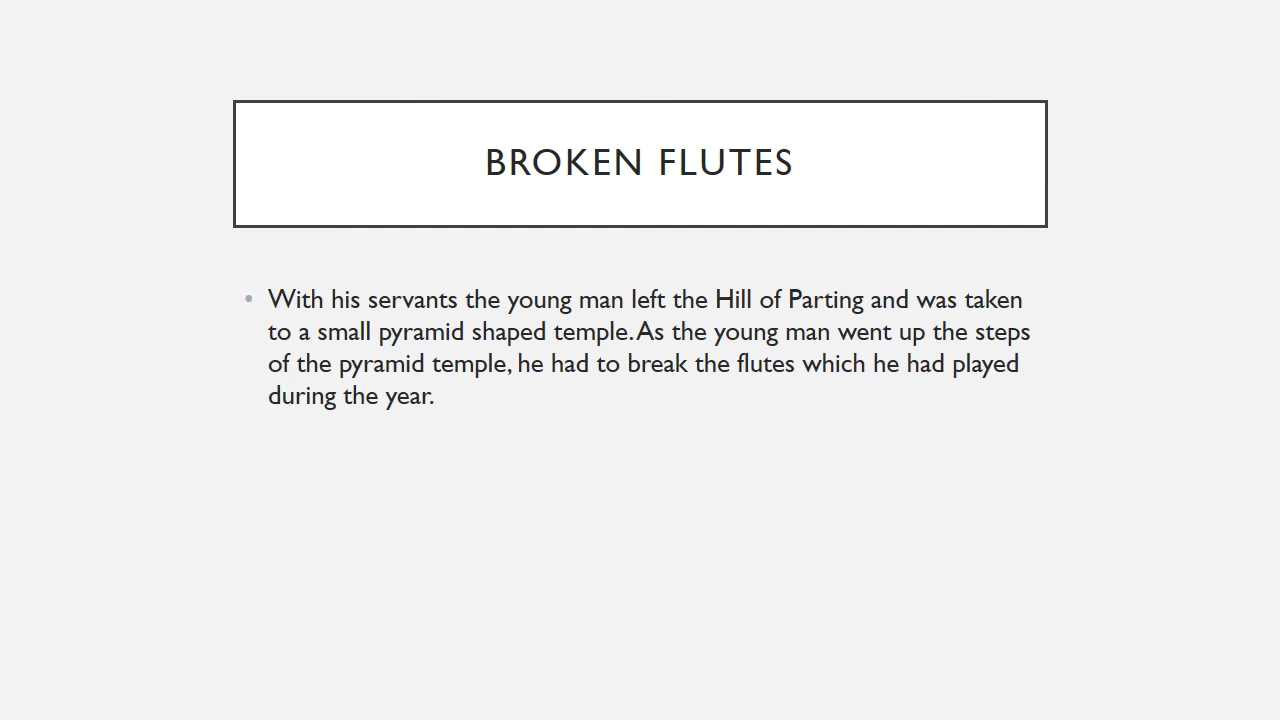 BROKEN FLUTES
• With his servants the young man left the Hill of Parting and was taken
to a small pyramid shaped temple. As the young man went up the steps
of the pyramid temple, he had to break the flutes which he had played
during the year.